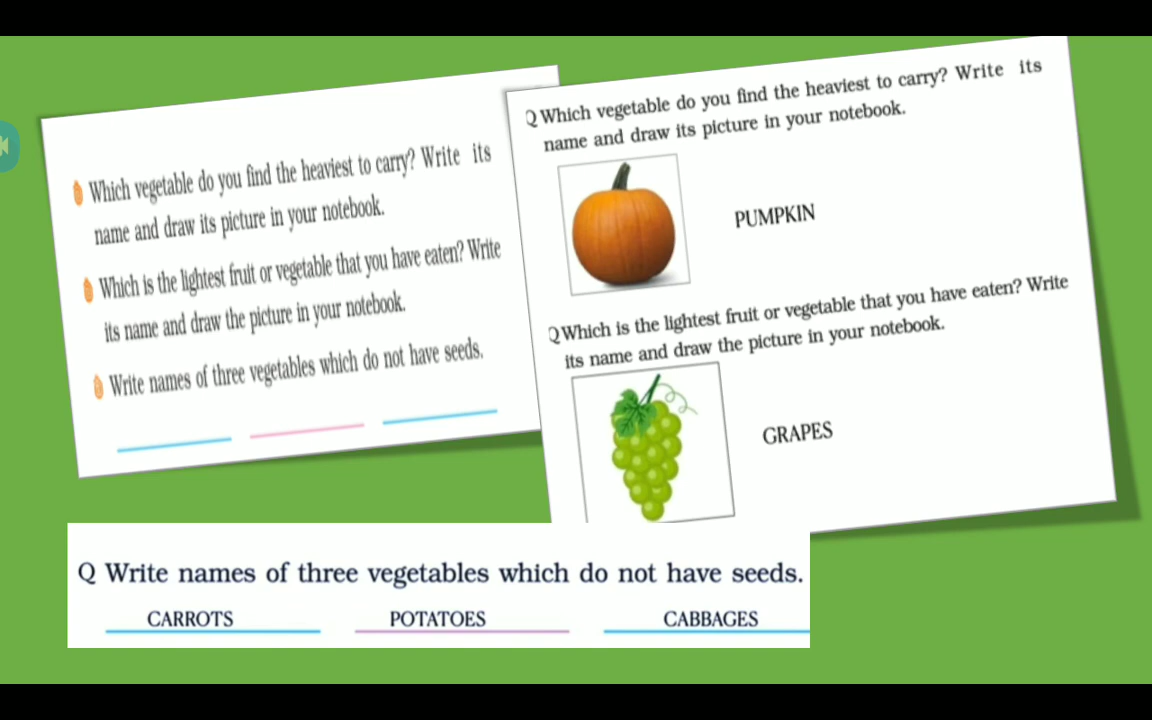 Which vegetable do you find the heaviest to carry? Write its
name and draw its picture in your notebook.
Which is the lightest fruit or vegetable that you have eaten? Write
its name and draw the picture in your notebook.
Write names of three vegetables which do not have seeds.
Q Which vegetable do you find the heaviest to carry? Write its
name and draw its picture in your notebook.
PUMPKIN
Q Which is the lightest fruit or vegetable that you have eaten? Write
its name and draw the picture in your notebook.
GRAPES
Q Write names of three vegetables which do not have seeds.
CARROTS POTATOES CABBAGES